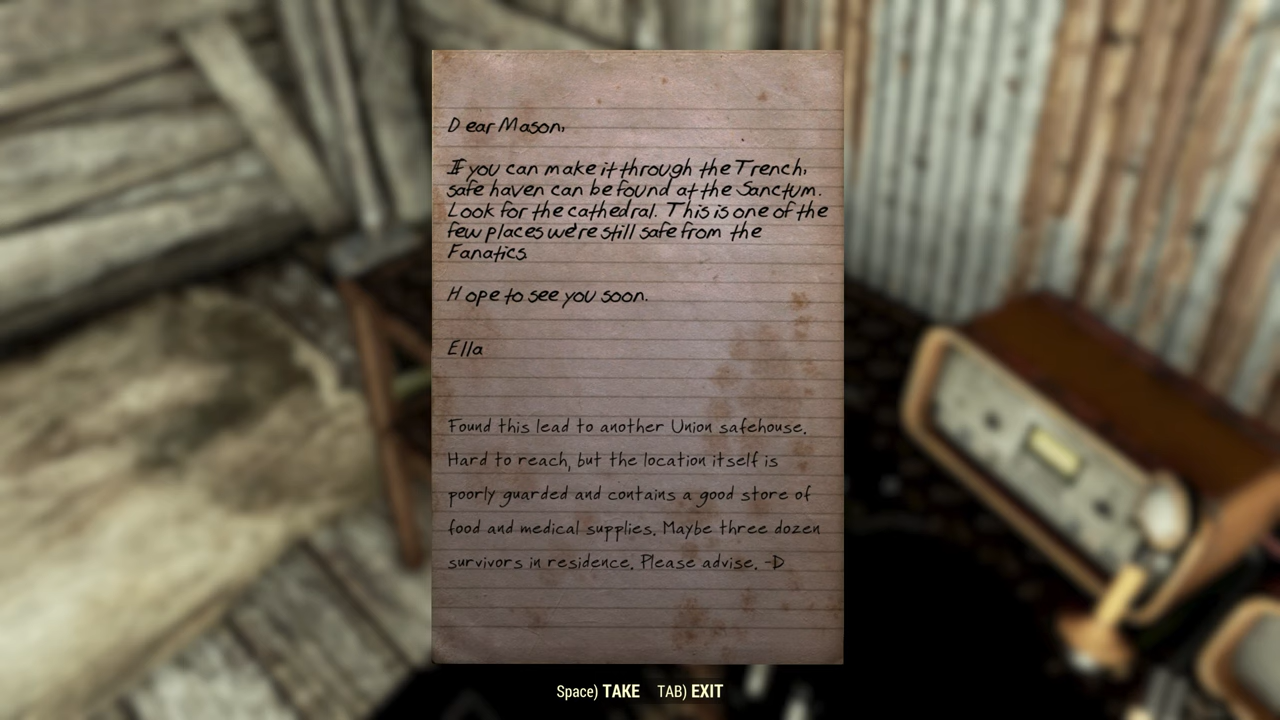 Dear Mason,
If you can make it through the Trench,
safe haven can be found at the Sanctum.
Look for the cathedral. This is one of the
few places we're still safe from the
Fanatics.
Hope to see you soon.
Ella
Found this lead to another Union safehouse.
Hard to reach, but the location itself is
poorly guarded and contains a good store of
food and medical supplies. Maybe three dozen
survivors in residence. Please advise. -D
Space) TAKE TAB) EXIT